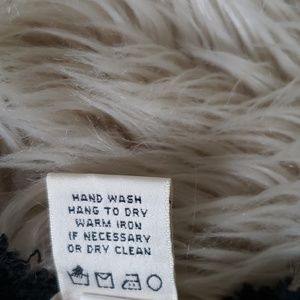 HAND WASH
HANG TO DRY
WARM IRON
IF NECESSARY
OR DRY CLEAN